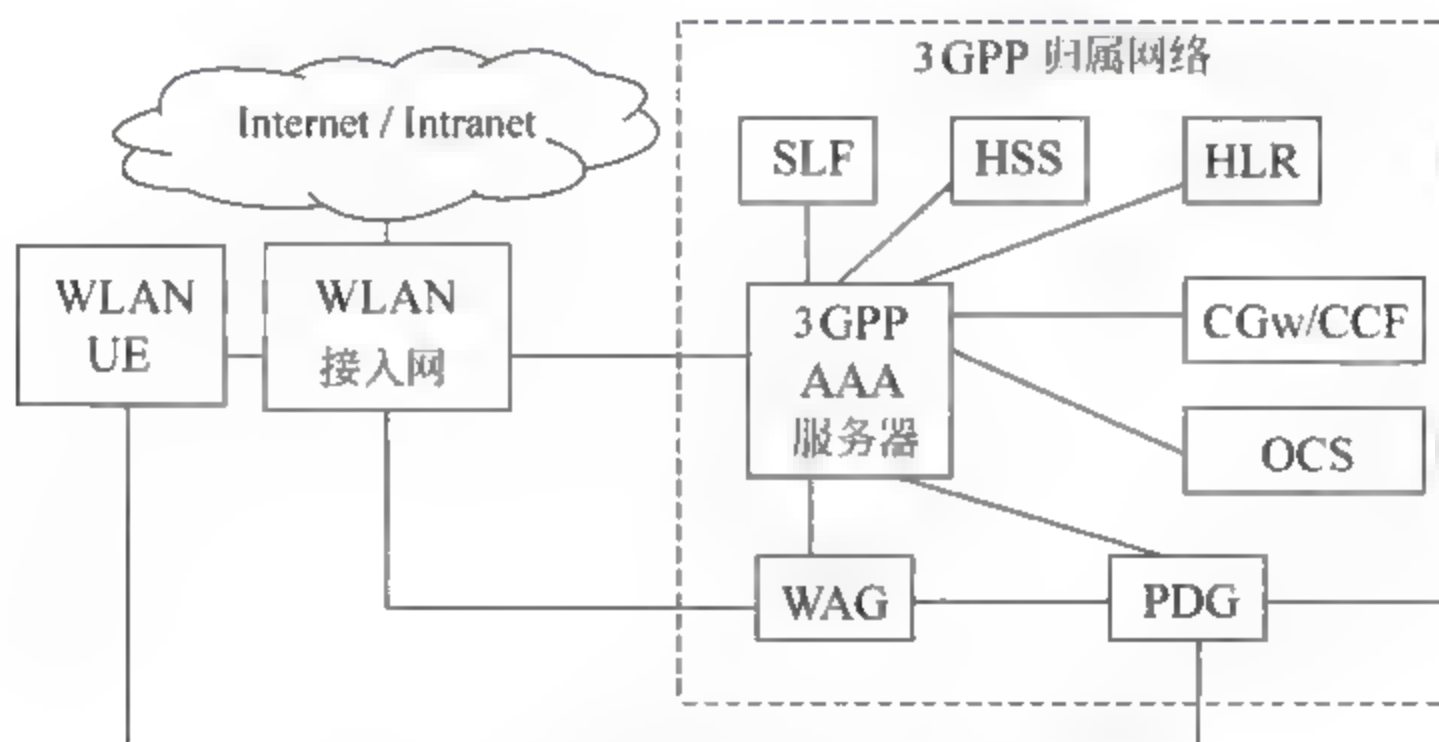 3GPP 归属网络
Internet / Intranet
SLF
HSS
HLR
WLAN
UE
WLAN
接入网
3GPP
AAA
服务器
CGw/CCF
OCS
WAG
PDG